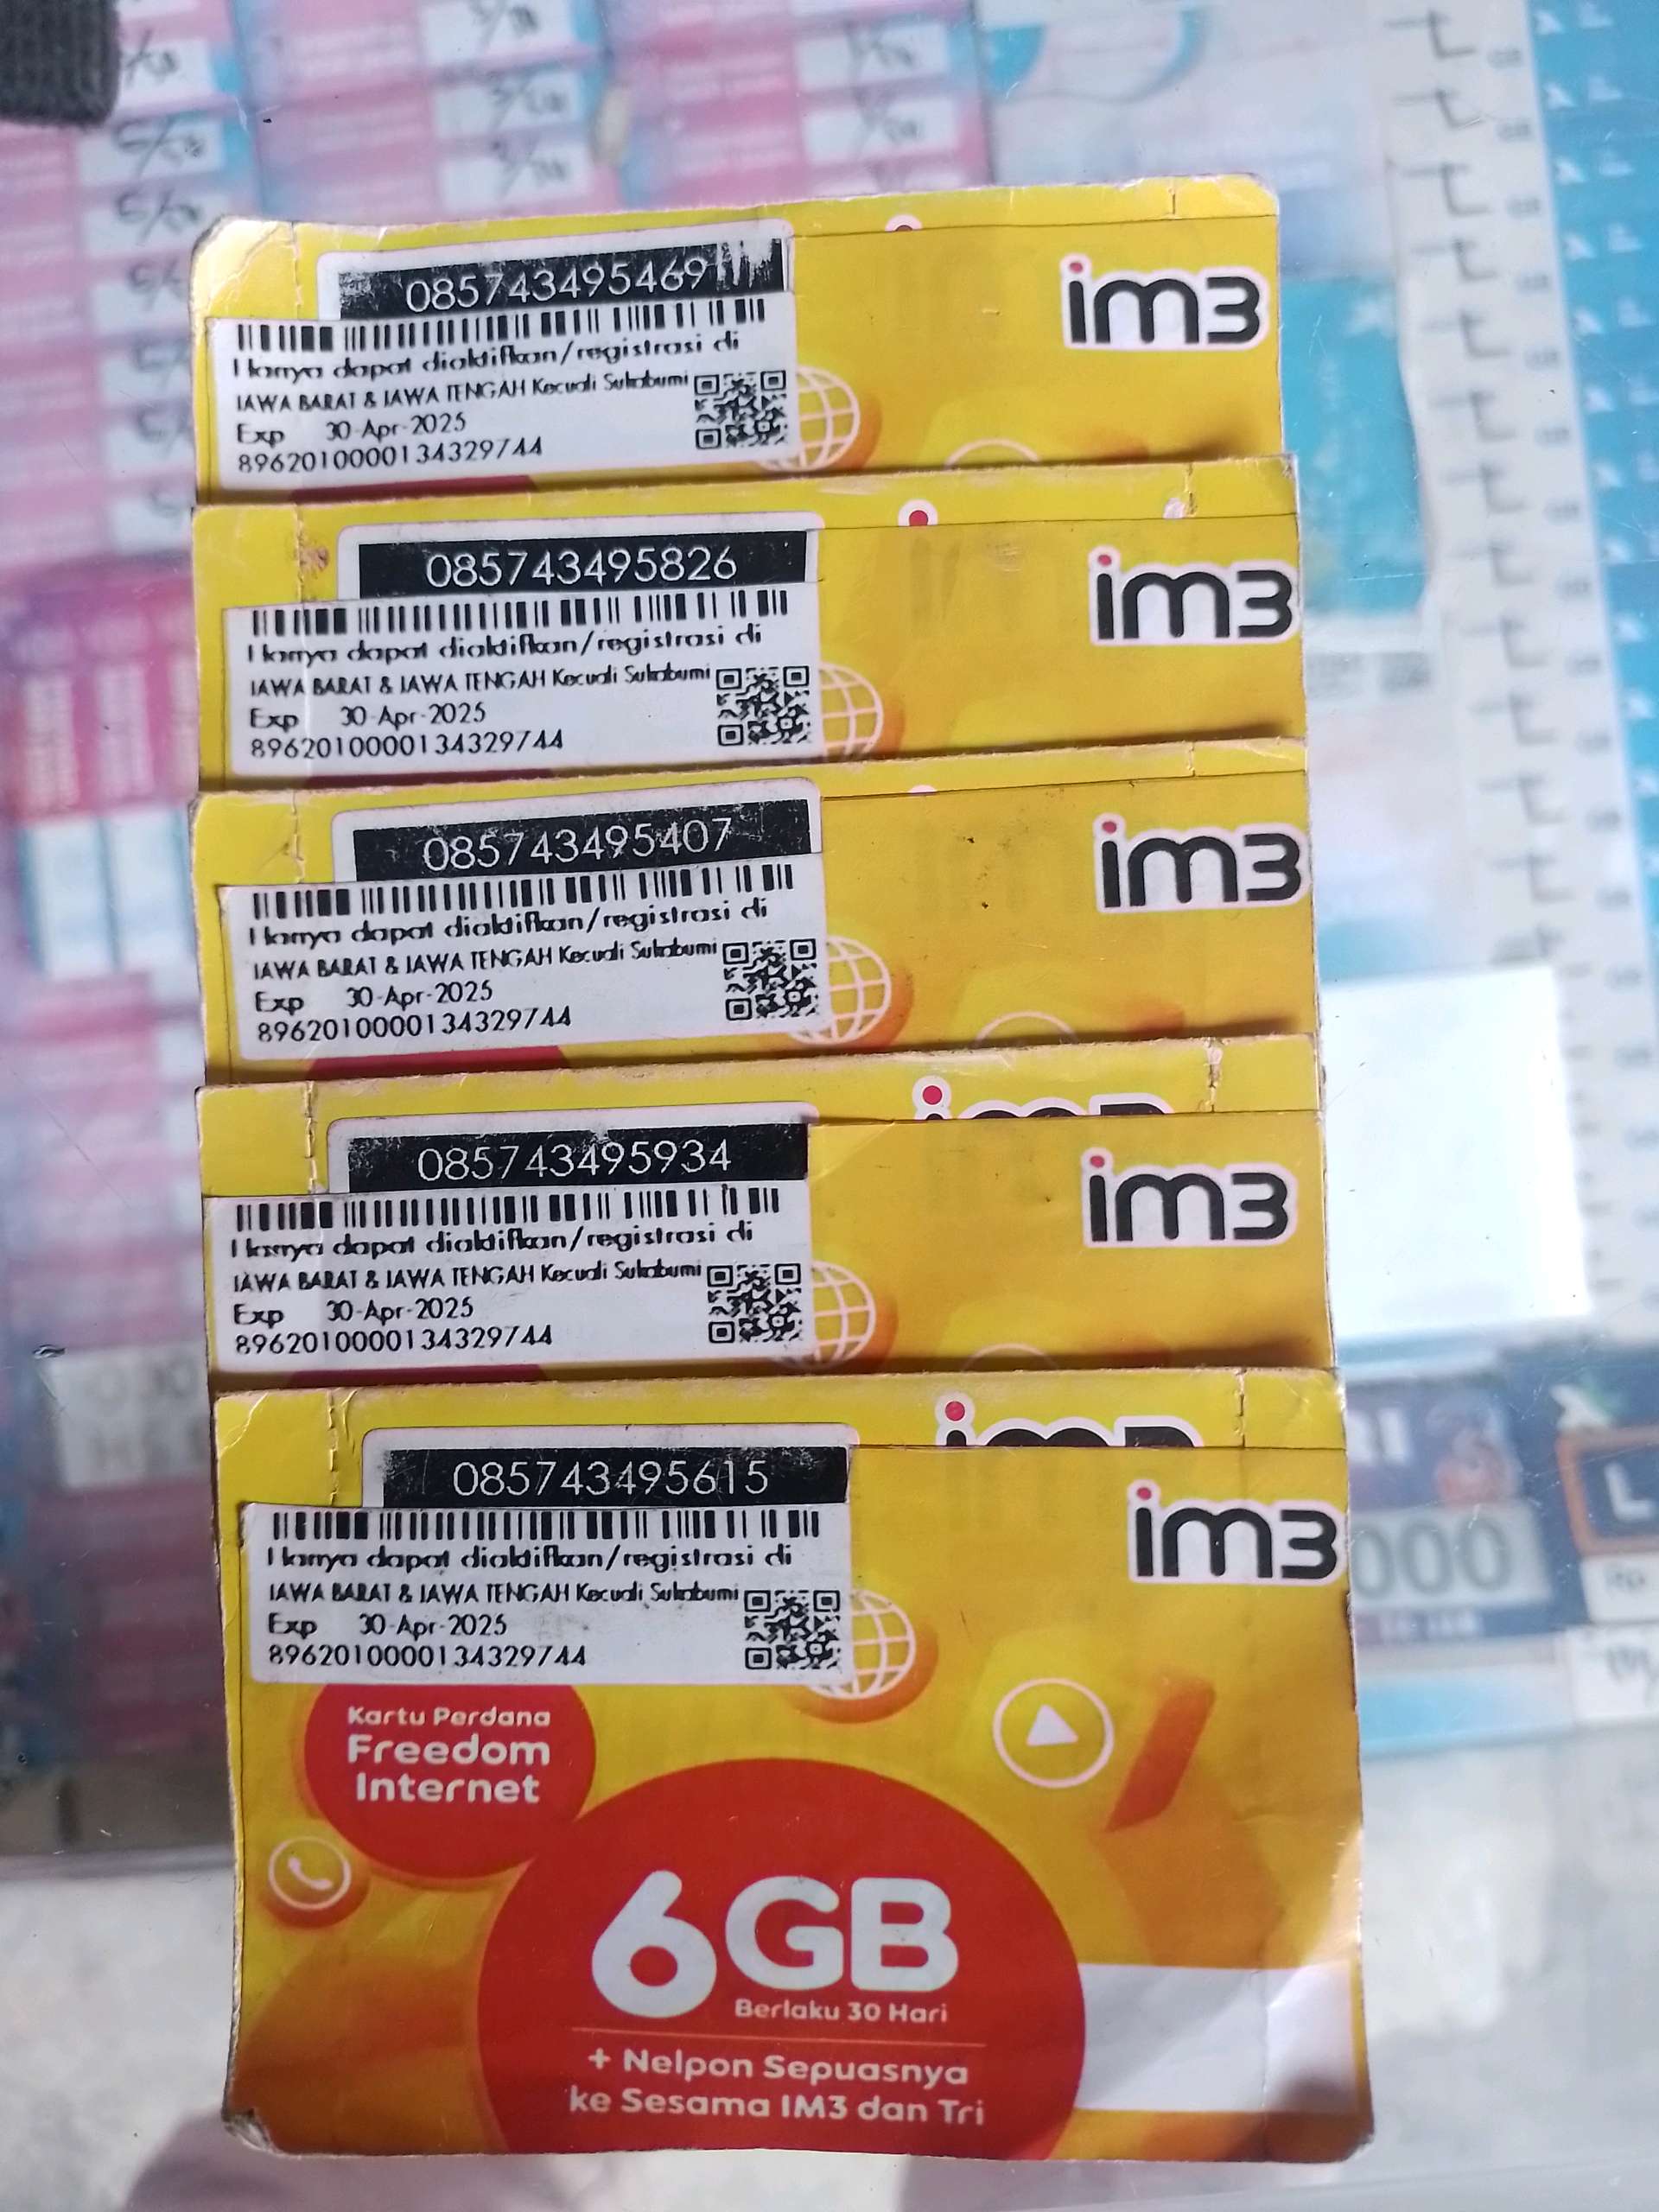 085743495469
im3
Hanya dapat diaktifkan/registrasi di
JAWA BARAT & JAWA TENGAH Kecuali Sukabumi
Exp 30-Apr-2025
8962010000134329744
085743495826
im3
Hanya dapat diaktifkan/registrasi di
JAWA BARAT & JAWA TENGAH Kecuali Sukabumi
Exp 30-Apr-2025
8962010000134329744
085743495407
im3
Hanya dapat diaktifkan/registrasi di
JAWA BARAT & JAWA TENGAH Kecuali Sukabumi
Exp 30-Apr-2025
8962010000134329744
085743495934
im3
Hanya dapat diaktifkan/registrasi di
JAWA BARAT & JAWA TENGAH Kecuali Sukabumi
Exp 30-Apr-2025
8962010000134329744
085743495615
im3
Hanya dapat diaktifkan/registrasi di
JAWA BARAT & JAWA TENGAH Kecuali Sukabumi
Exp 30-Apr-2025
8962010000134329744
Kartu Perdana
Freedom
Internet
6GB
Berlaku 30 Hari
+ Nelpon Sepuasnya
ke Sesama IM3 dan Tri